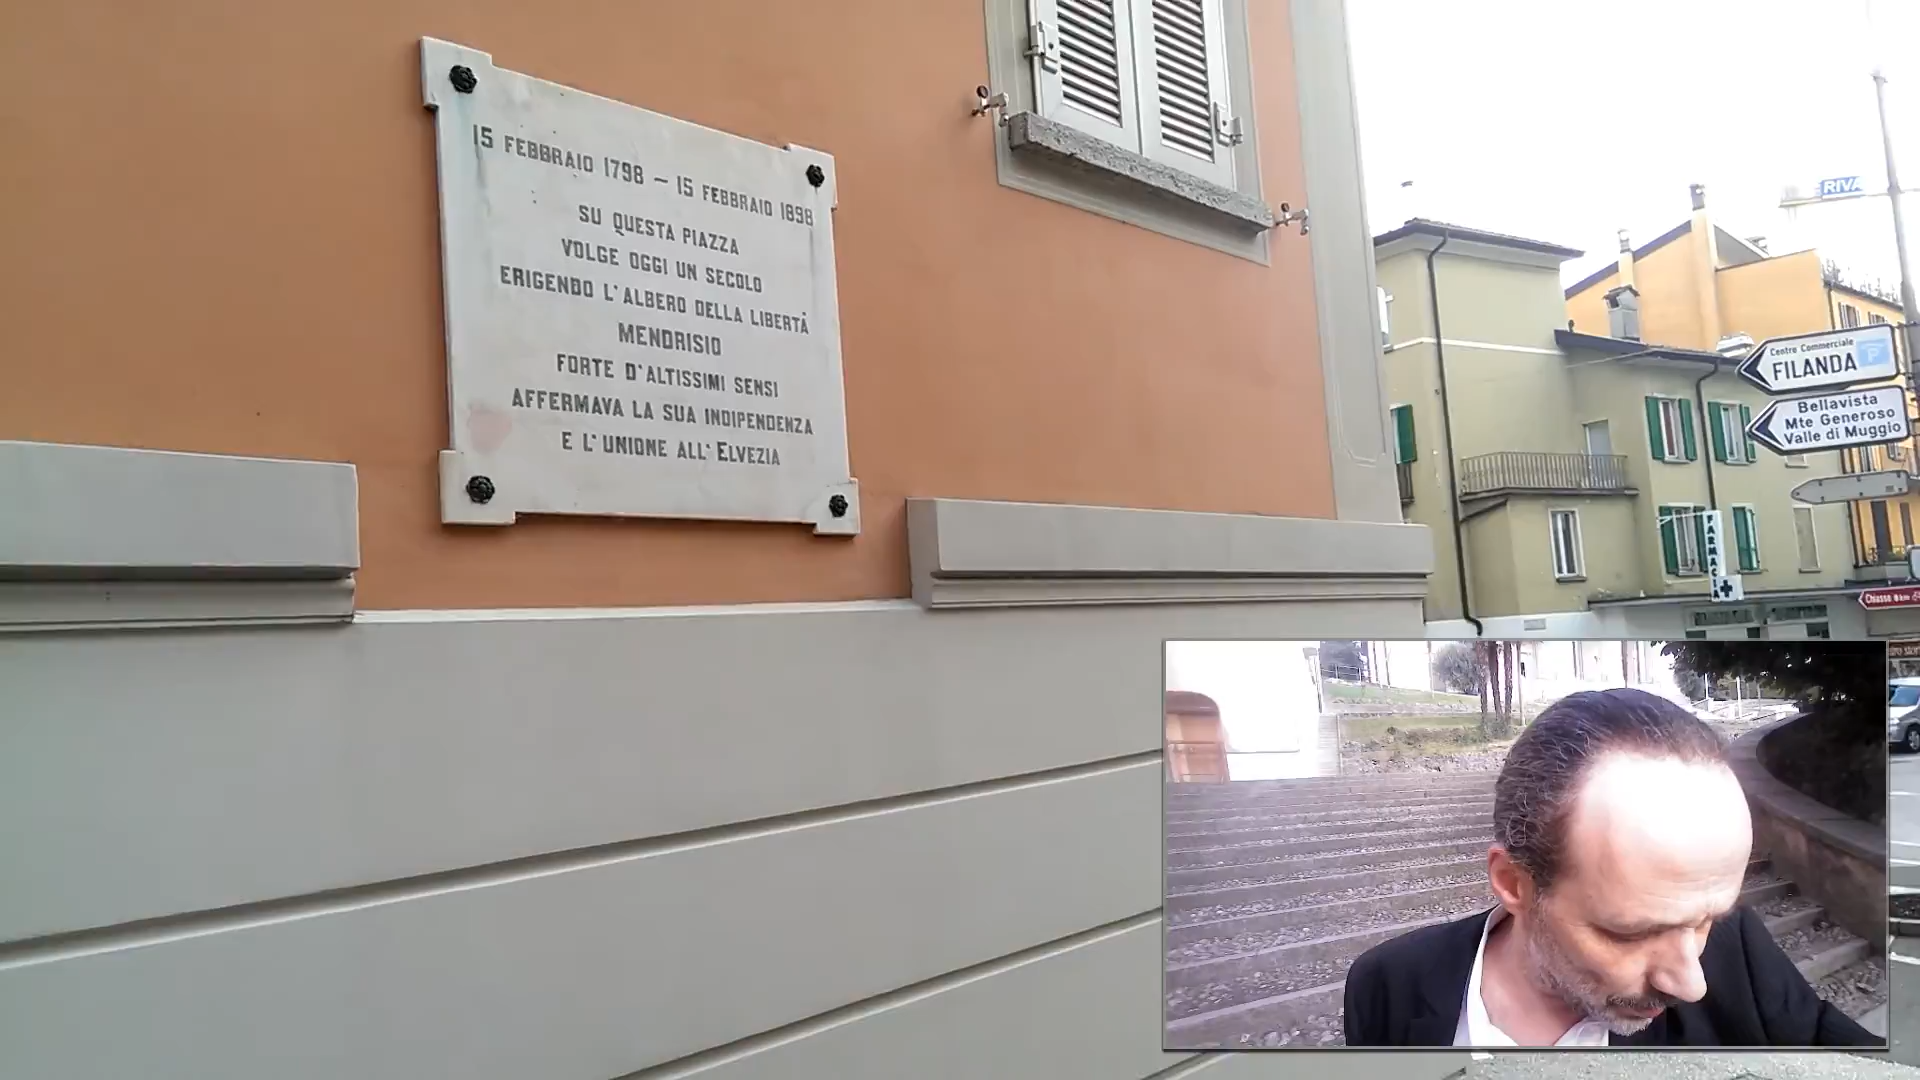 15 FEBBRAIO 1798 – 15 FEBBRAIO 1898
SU QUESTA PIAZZA
VOLGE OGGI UN SECOLO
ERIGENDO L'ALBERO DELLA LIBERTÀ
MENDRISIO
FORTE D'ALTISSIMI SENSI
AFFERMAVA LA SUA INDIPENDENZA
E L'UNIONE ALL'ELVEZIA
RIVA
Centro Commerciale
FILANDA P
Bellavista
Mte Generoso
Valle di Muggio
FARMACIA
Chiasso